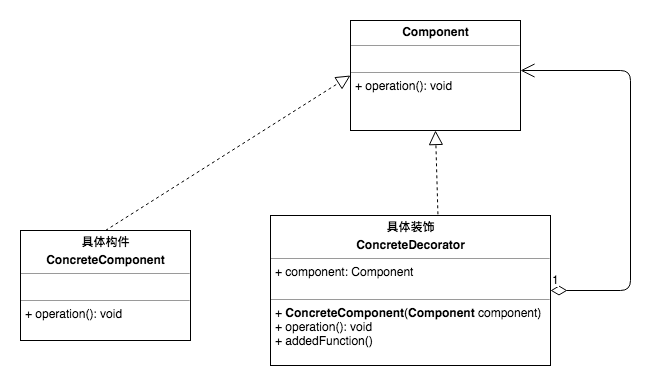 Component
+ operation(): void
具体构件
ConcreteComponent
+ operation(): void
具体装饰
ConcreteDecorator
+ component: Component
1
+ ConcreteComponent(Component component)
+ operation(): void
+ addedFunction()